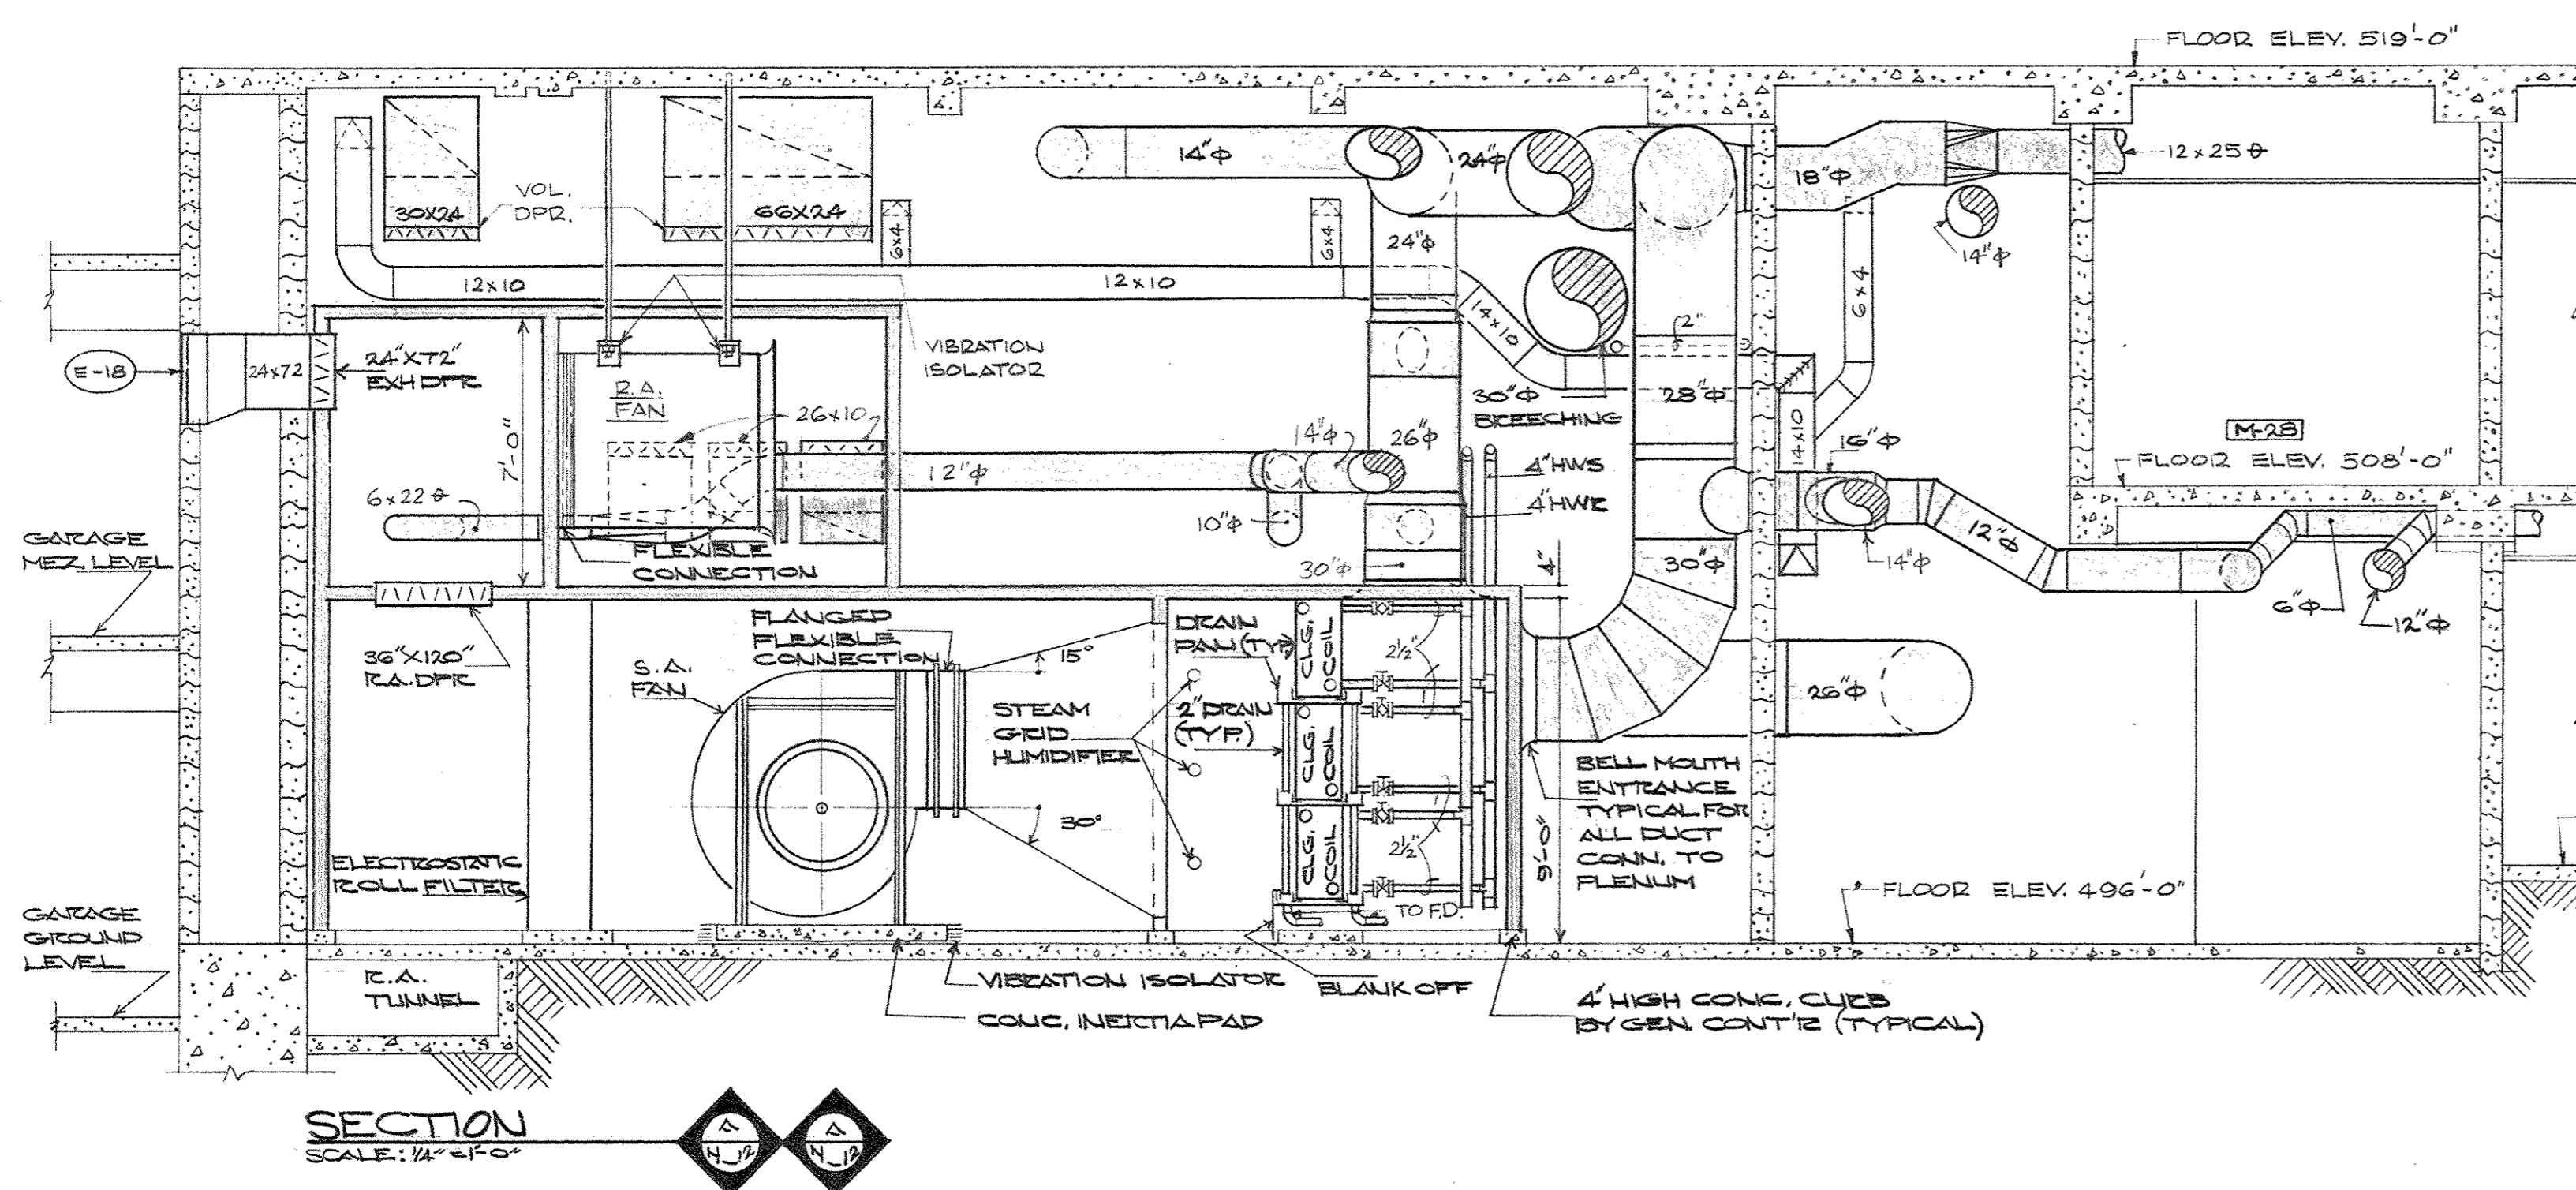 FLOOR ELEV. 519'-0"
14"ϕ
24"ϕ
18"ϕ
12x25θ
VOL.
DPR.
30X24
66X24
6x4
6x4
24"ϕ
14"ϕ
12x10
12x10
14x10
6x4
2"
VIBRATION
ISOLATOR
E-18
24x72
24"X72"
EXH DPR
R.A.
FAN
30"ϕ
BREECHING
28"ϕ
26x10
14"ϕ
26"ϕ
14x10
16"ϕ
M-28
FLOOR ELEV. 508'-0"
7'-0"
12"ϕ
4"HWS
6x22θ
4"HWR
10"ϕ
GARAGE
MEZ. LEVEL
FLEXIBLE
CONNECTION
30"ϕ
4"
30"ϕ
14"ϕ
12"ϕ
6"ϕ
12"ϕ
FLANGED
FLEXIBLE
CONNECTION
DRAIN
PAN (TYP)
CLG.
COIL
2½"
36"X120"
R.A. DPR
S.A.
FAN
15°
26"ϕ
STEAM
GRID
HUMIDIFIER
2" DRAIN
(TYP.)
CLG.
COIL
BELL MOUTH
ENTRANCE
TYPICAL FOR
ALL DUCT
CONN. TO
PLENUM
30°
CLG.
COIL
2½"
9'-0"
ELECTROSTATIC
ROLL FILTER
FLOOR ELEV. 496'-0"
TO F.D.
GARAGE
GROUND
LEVEL
R.A.
TUNNEL
VIBRATION ISOLATOR
BLANK OFF
CONC. INERTIA PAD
4" HIGH CONC. CURB
BY GEN. CONT'R (TYPICAL)
SECTION
SCALE: ¼"=1'-0"
A
H_12
A
H_12